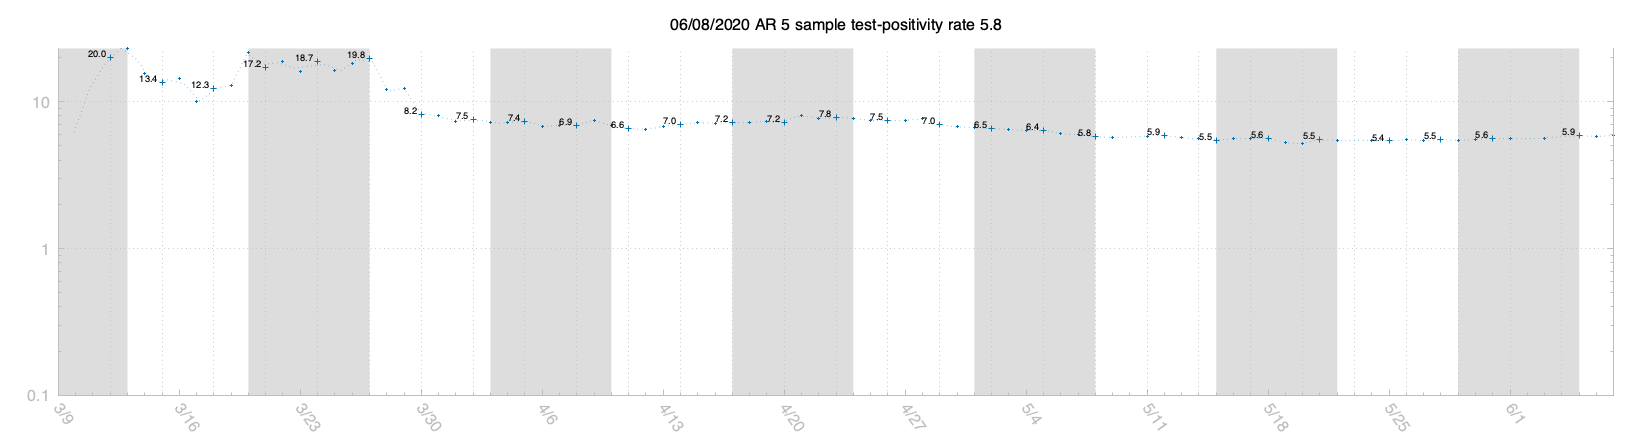 06/08/2020 AR 5 sample test-positivity rate 5.8
20.0 13.4 12.3 17.2 18.7 19.8 8.2 7.5 7.4 6.9 6.6 7.0 7.2 7.2 7.8 7.5 7.0 6.5 6.4 5.8 5.9 5.5 5.6 5.5 5.4 5.5 5.6 5.9
10
1
0.1
3/9 3/16 3/23 3/30 4/6 4/13 4/20 4/27 5/4 5/11 5/18 5/25 6/1